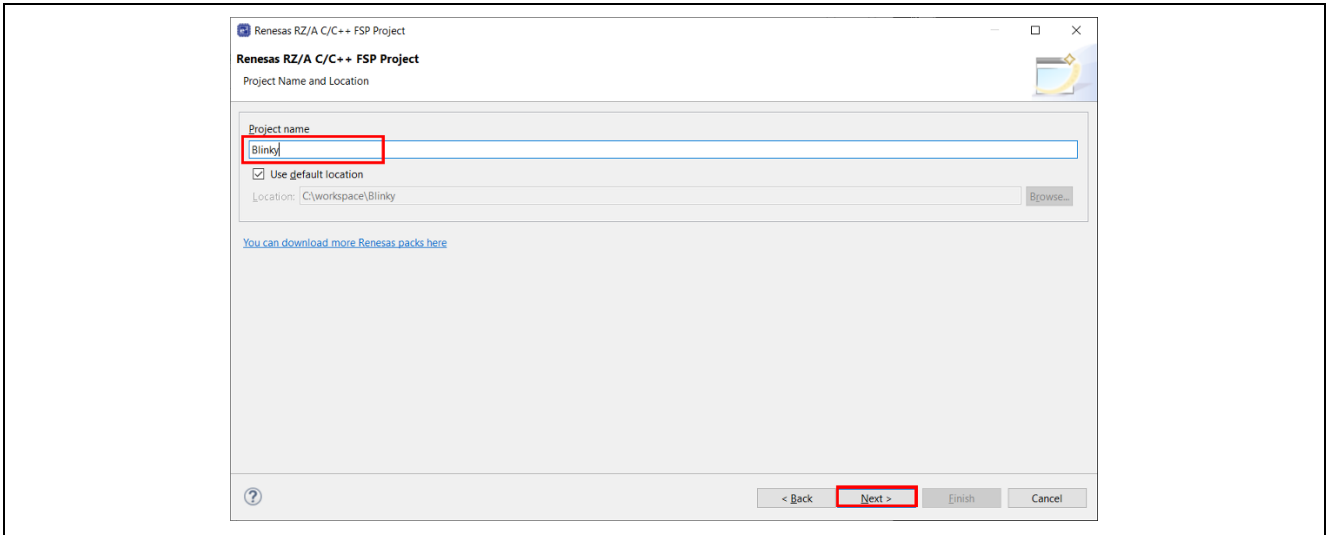 Renesas RZ/A C/C++ FSP Project
Renesas RZ/A C/C++ FSP Project
Project Name and Location
Project name
Blinky
Use default location
Location: C:\workspace\Blinky Browse...
You can download more Renesas packs here
? < Back Next > Finish Cancel